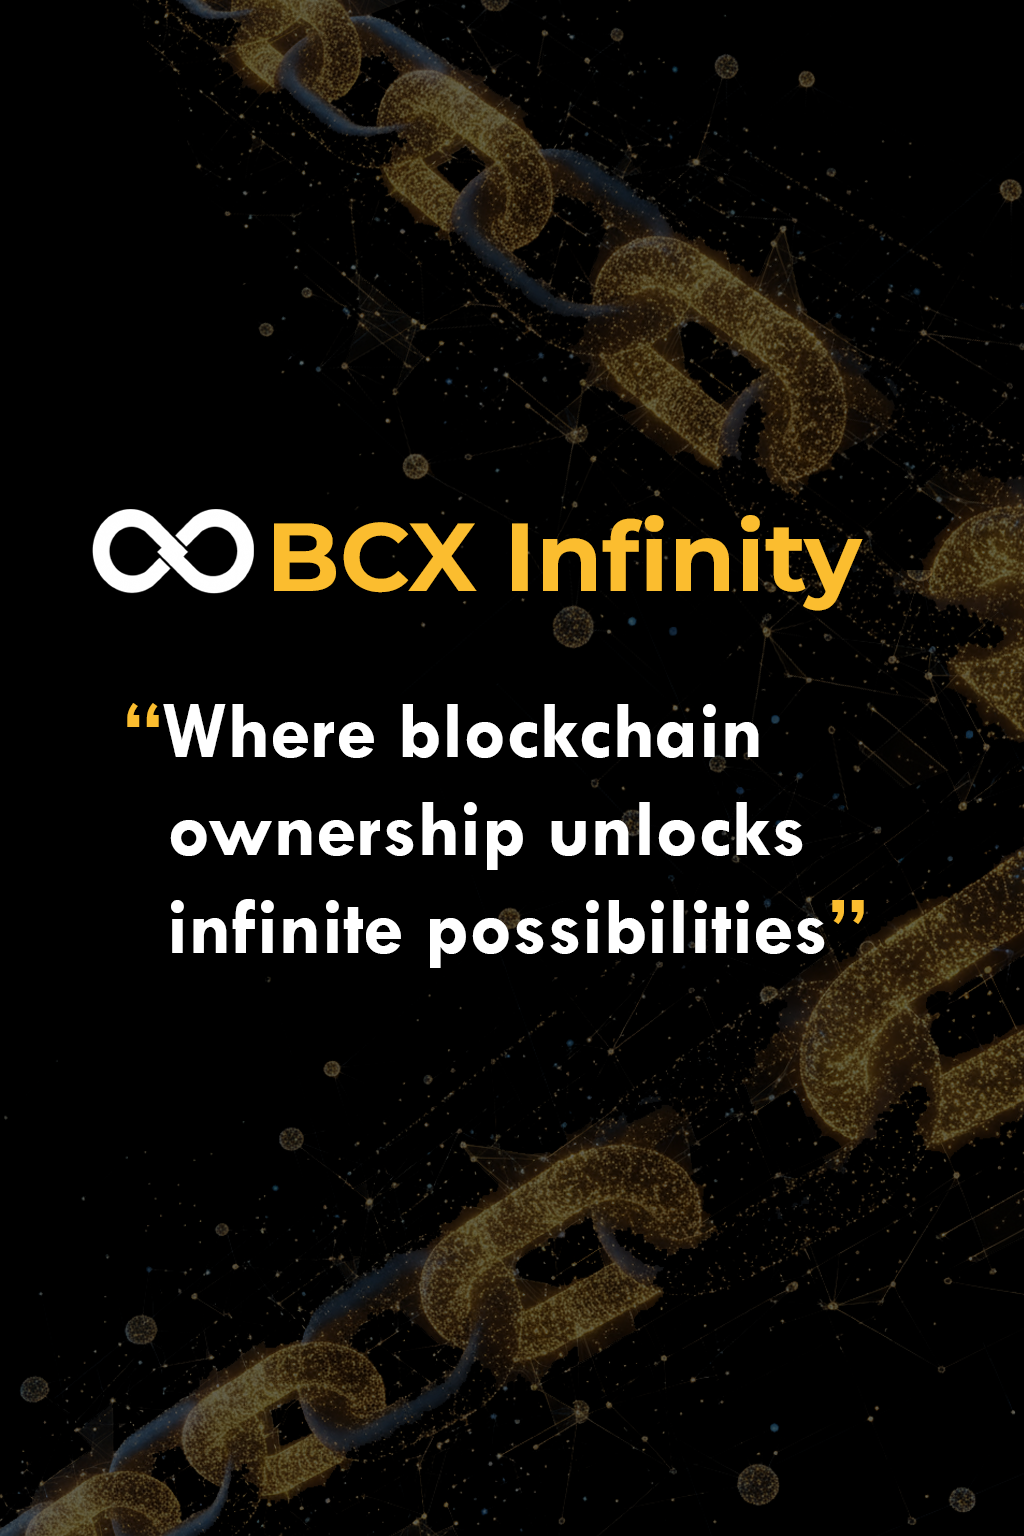 BCX Infinity
“Where blockchain
ownership unlocks
infinite possibilities”